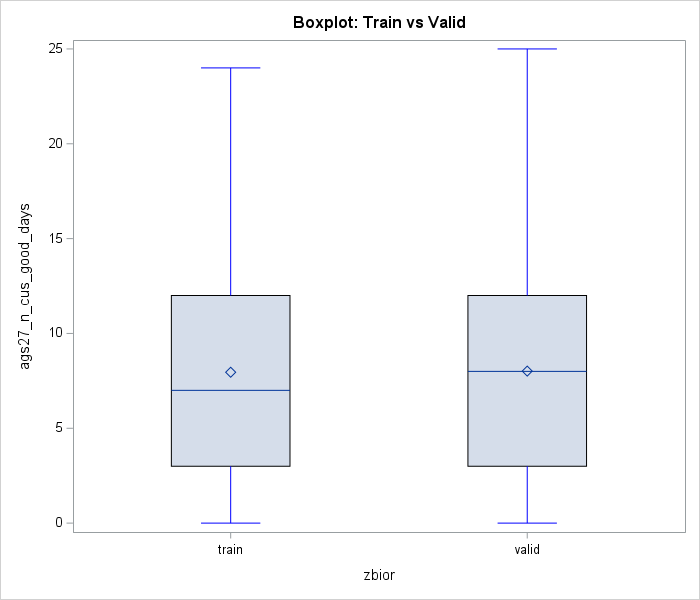 Boxplot: Train vs Valid
25
20
15
10
5
0
ags27_n_cus_good_days
train
valid
zbior